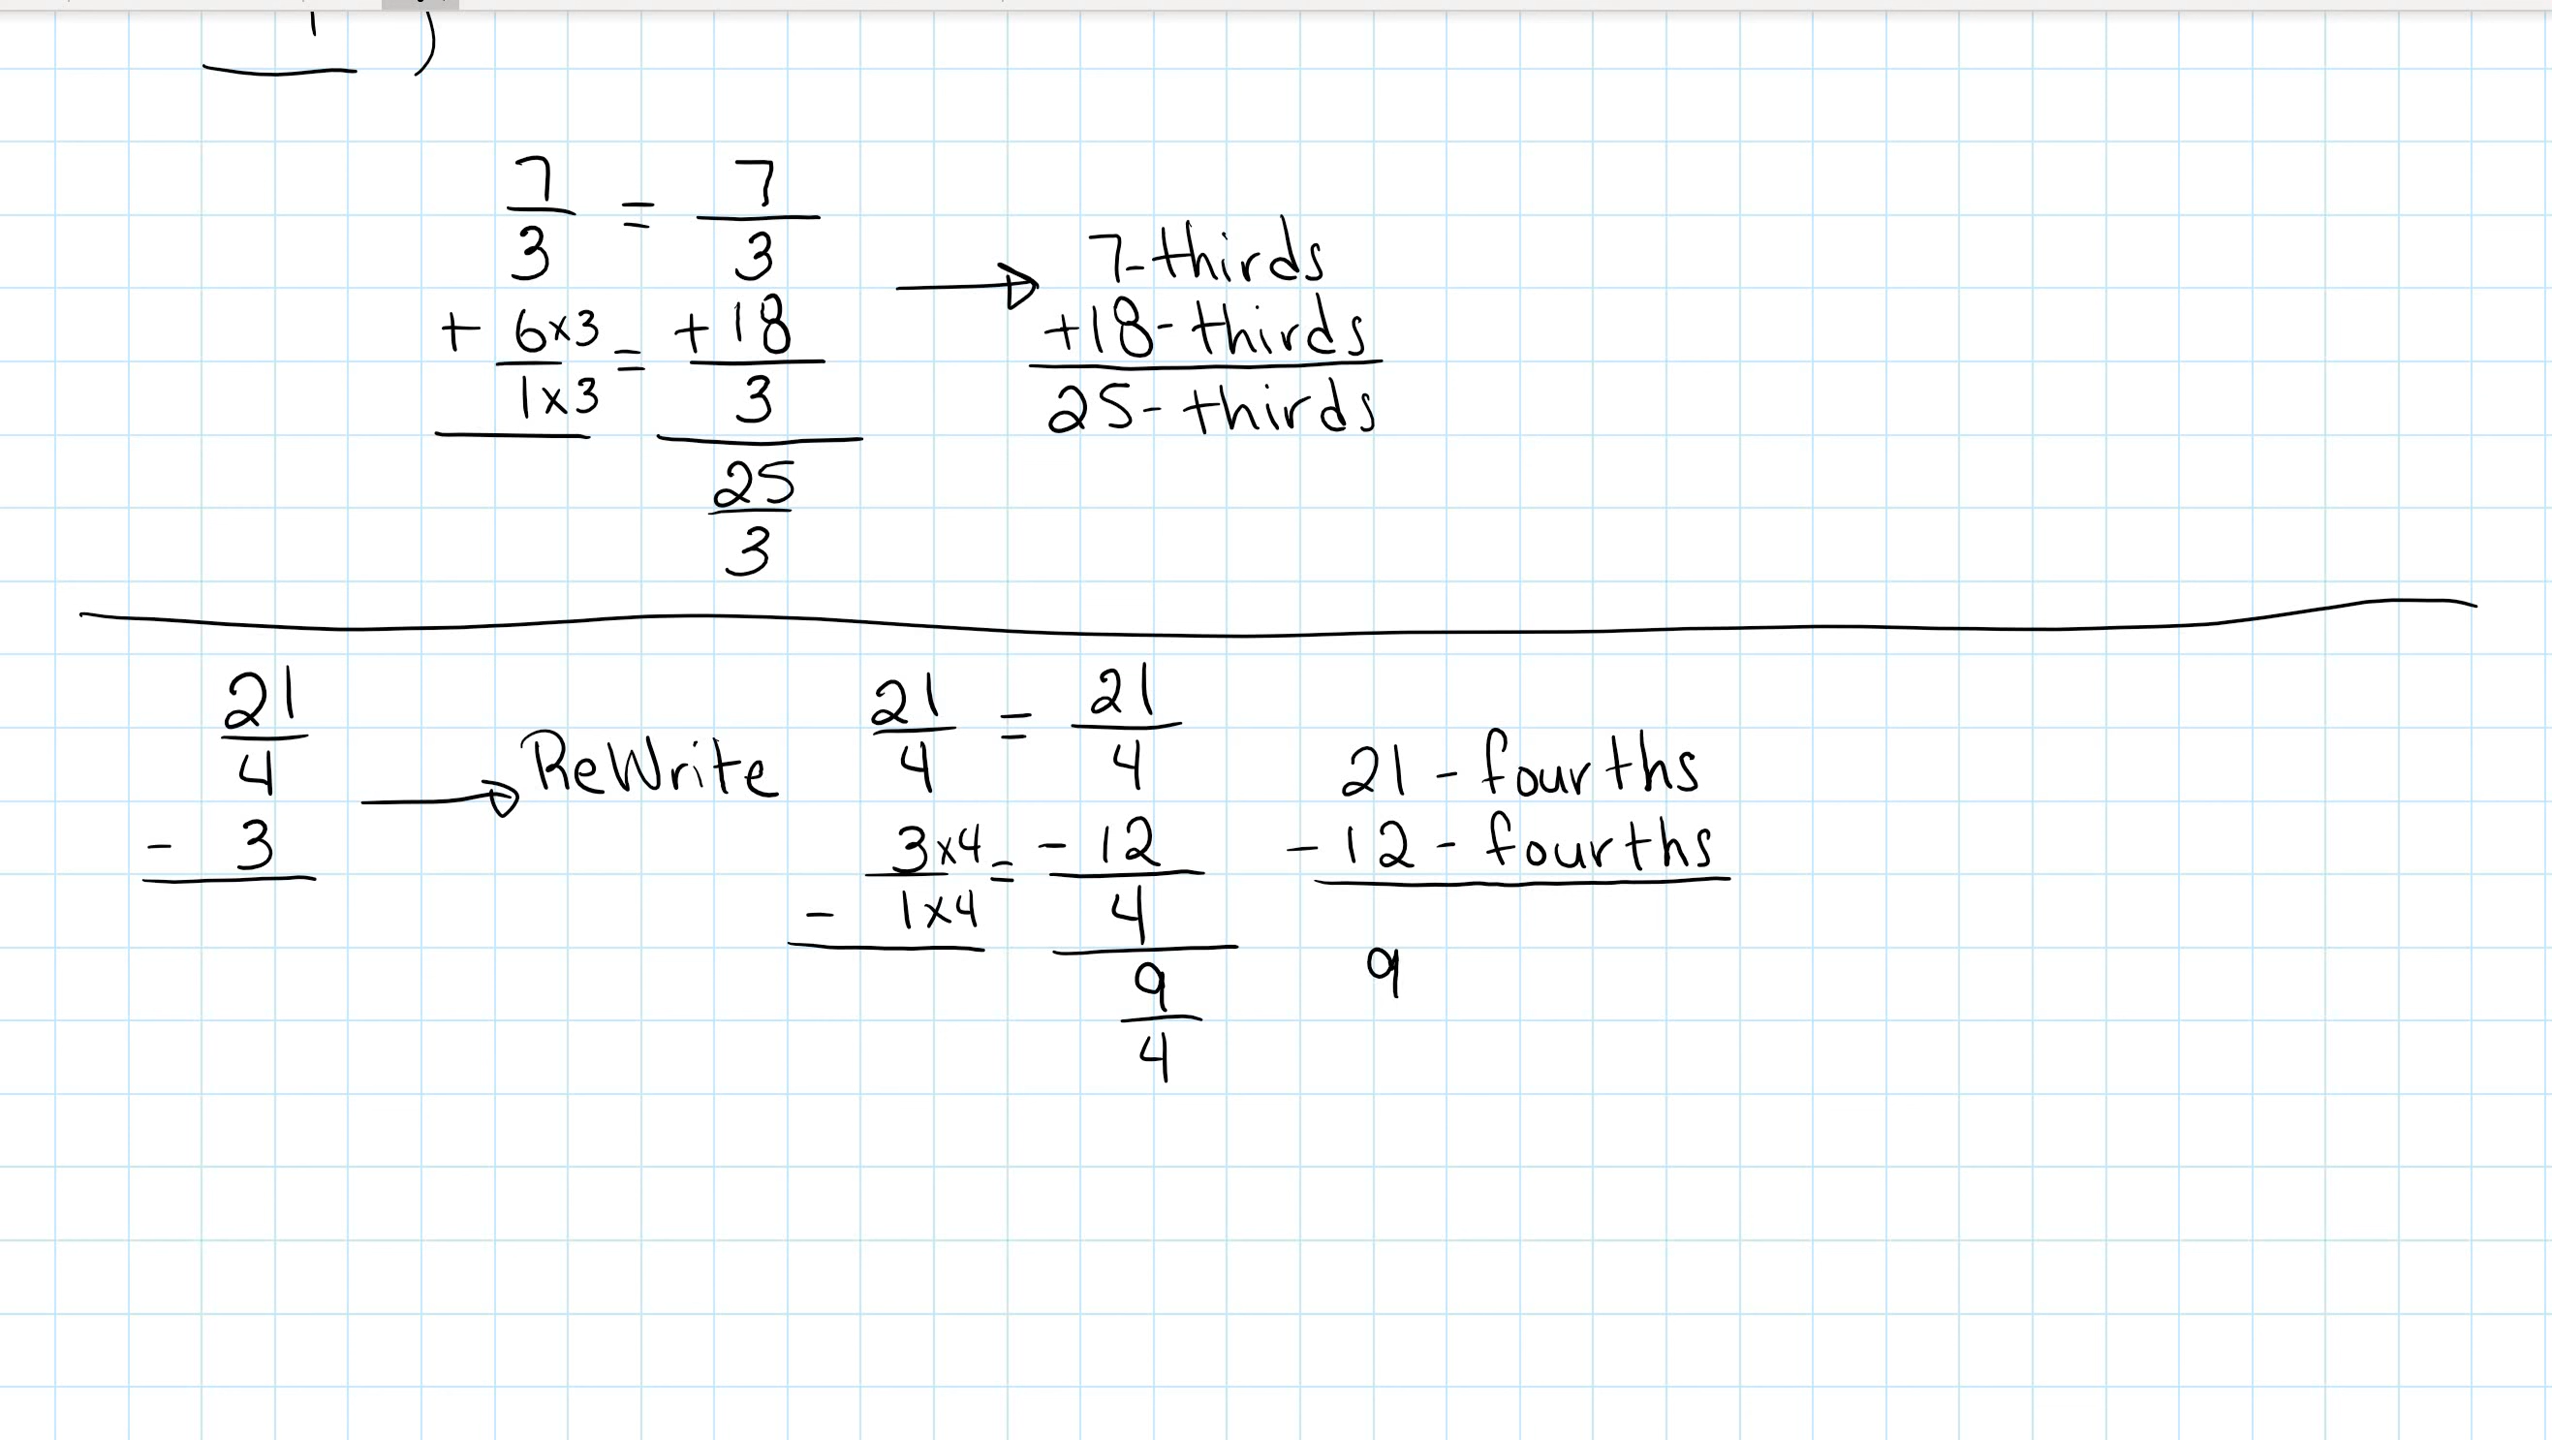 7/3 = 7/3
+ 6x3/1x3 = +18/3
25/3
7-thirds
+18-thirds
25-thirds
21/4
- 3
ReWrite
21/4 = 21/4
- 3x4/1x4 = -12/4
9/4
21-fourths
-12-fourths
9